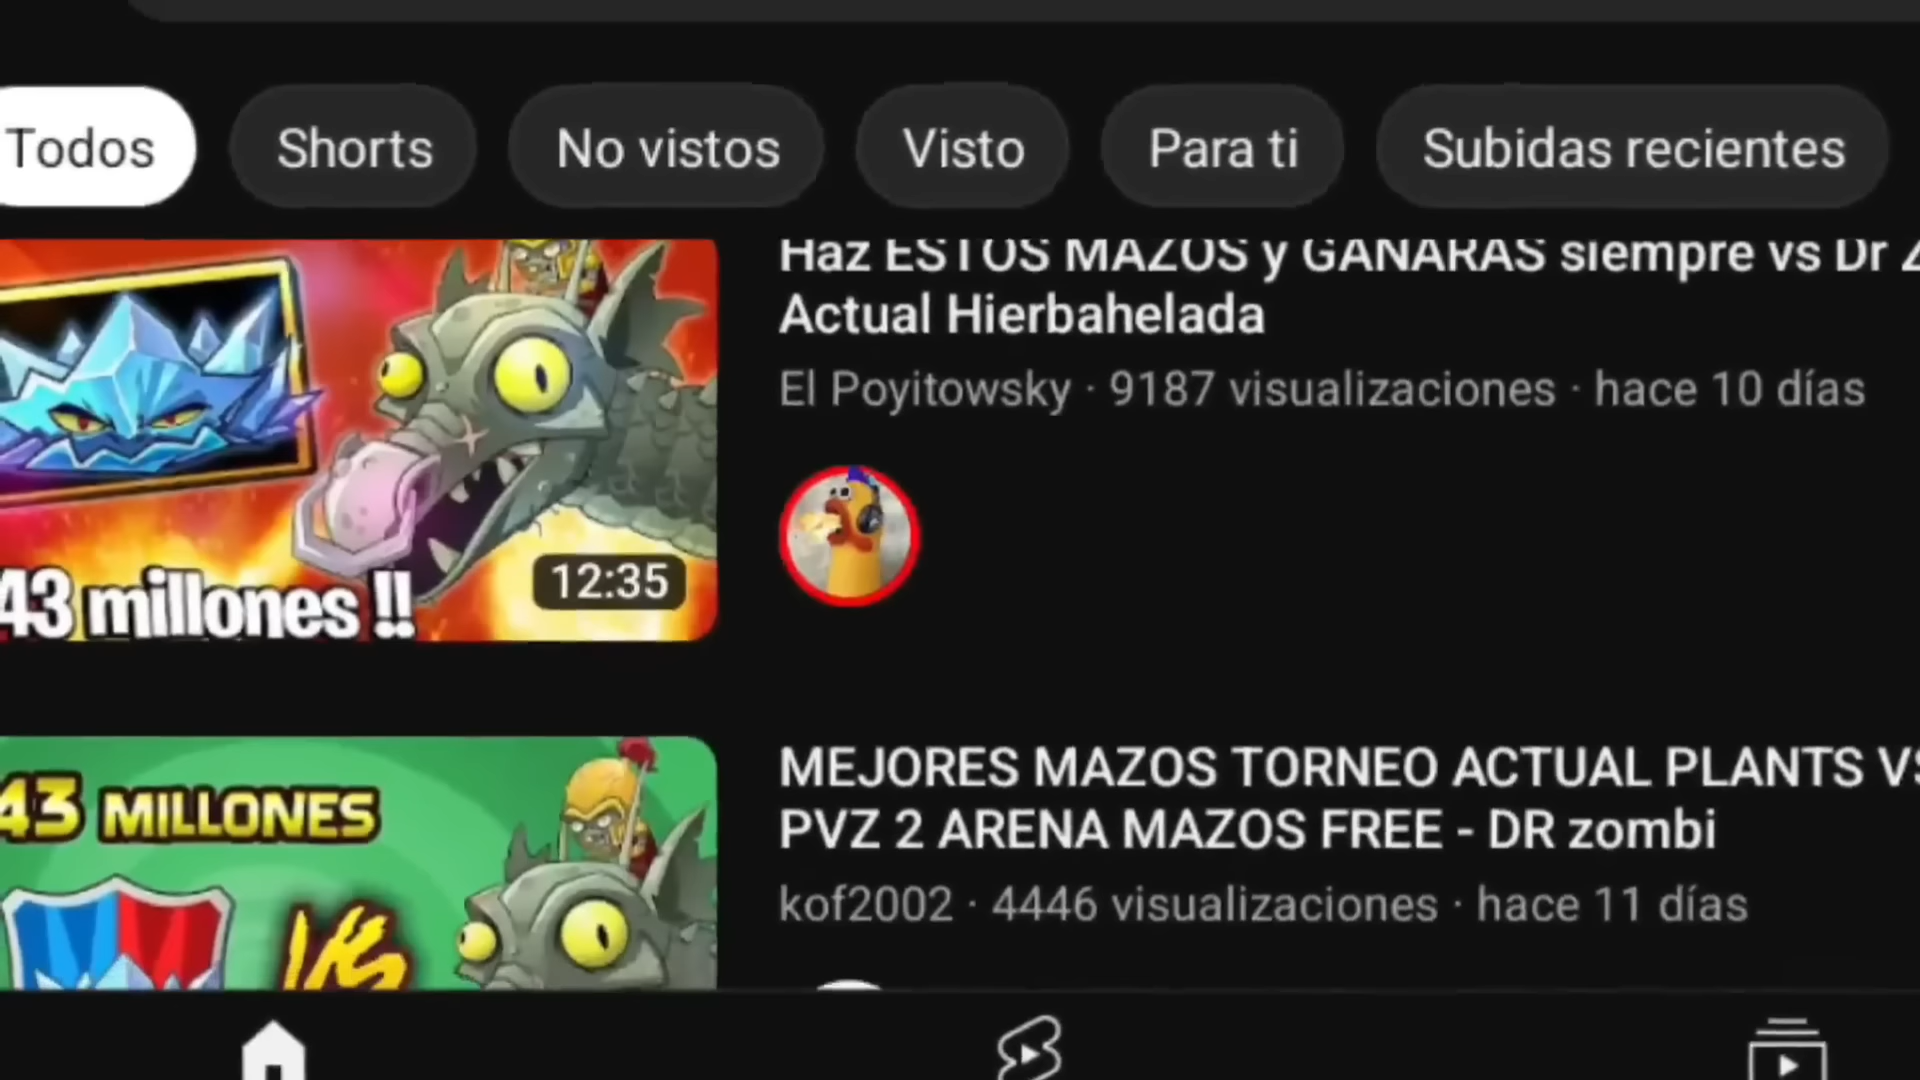 Todos
Shorts
No vistos
Visto
Para ti
Subidas recientes
Haz ESTOS MAZOS y GANARAS siempre vs Dr
Actual Hierbahelada
El Poyitowsky · 9187 visualizaciones · hace 10 días
43 millones !!
12:35
MEJORES MAZOS TORNEO ACTUAL PLANTS VS
PVZ 2 ARENA MAZOS FREE - DR zombi
kof2002 · 4446 visualizaciones · hace 11 días
43 MILLONES
VS